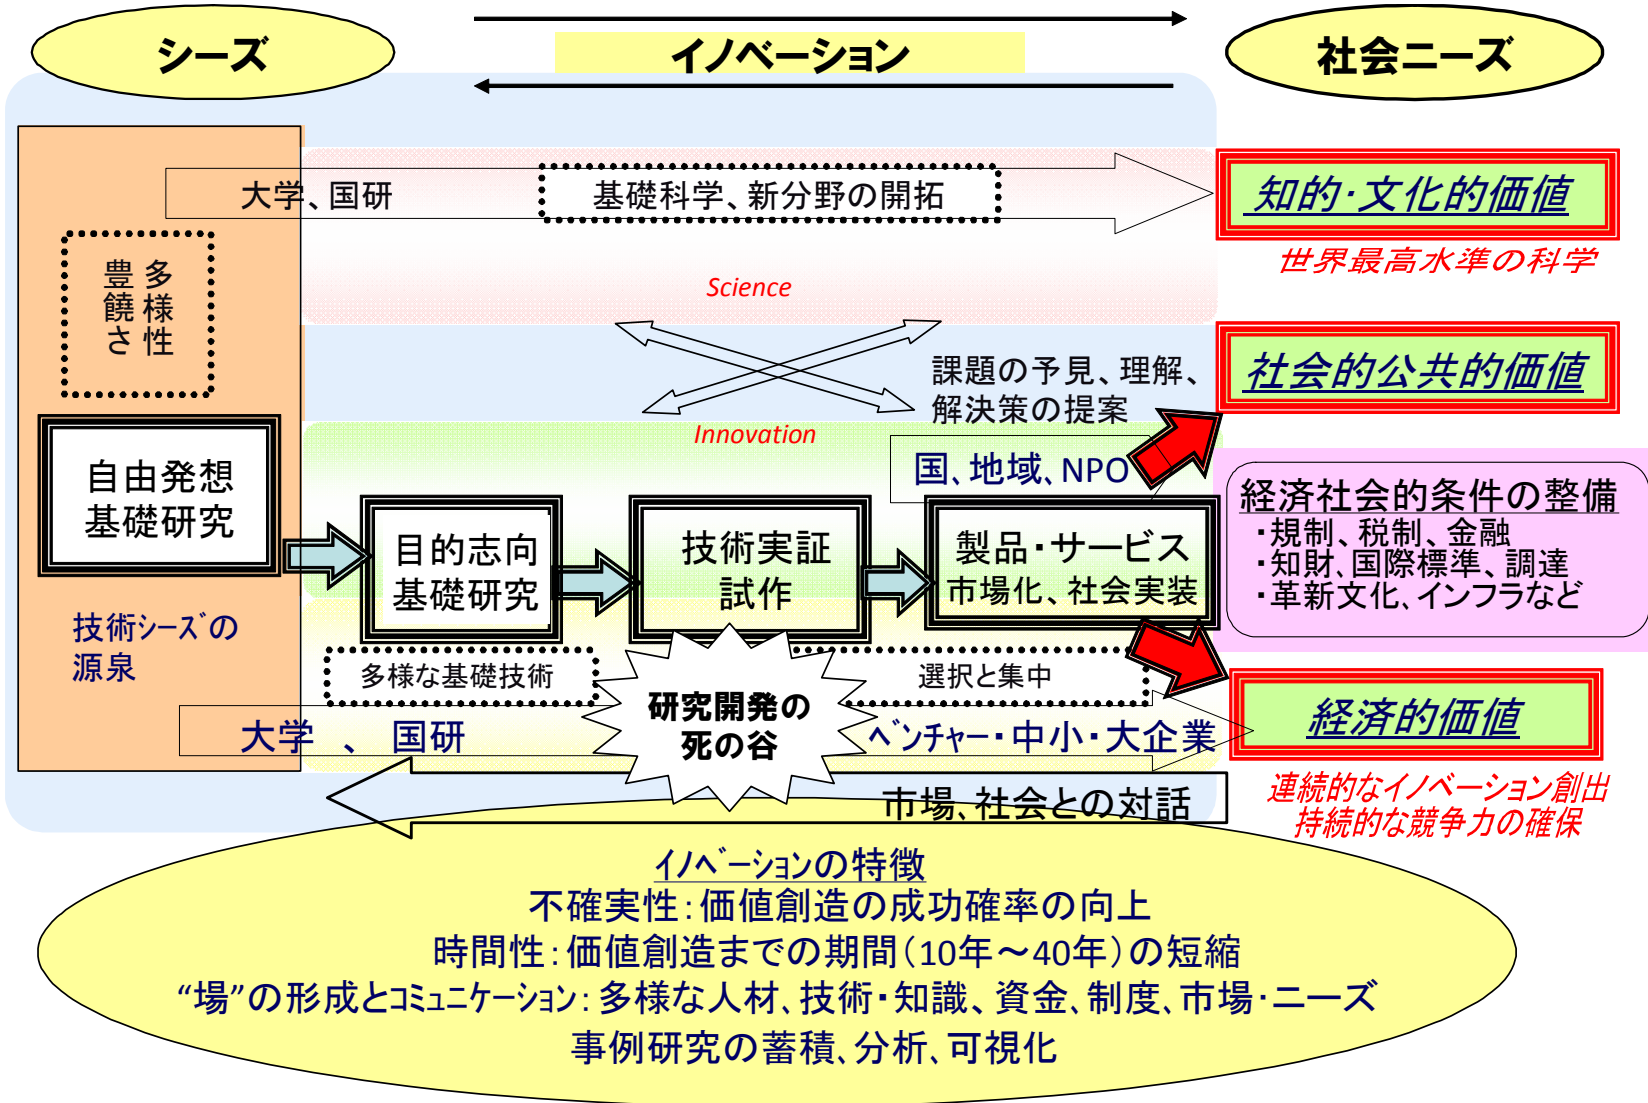 シーズ
イノベーション
社会ニーズ
大学、国研
基礎科学、新分野の開拓
知的・文化的価値
世界最高水準の科学
多様性
豊饒さ
Science
社会的公共的価値
課題の予見、理解、
解決策の提案
Innovation
国、地域、NPO
自由発想
基礎研究
経済社会的条件の整備
・規制、税制、金融
・知財、国際標準、調達
・革新文化、インフラなど
目的志向
基礎研究
技術実証
試作
製品・サービス
市場化、社会実装
技術シーズの
源泉
多様な基礎技術
選択と集中
研究開発の
死の谷
大学 、 国研
ベンチャー・中小・大企業
経済的価値
連続的なイノベーション創出
持続的な競争力の確保
市場、社会との対話
イノベーションの特徴
不確実性：価値創造の成功確率の向上
時間性：価値創造までの期間（10年～40年）の短縮
“場”の形成とコミュニケーション：多様な人材、技術・知識、資金、制度、市場・ニーズ
事例研究の蓄積、分析、可視化